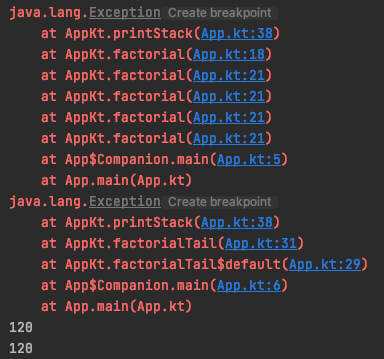 java.lang.Exception Create breakpoint
at AppKt.printStack(App.kt:38)
at AppKt.factorial(App.kt:18)
at AppKt.factorial(App.kt:21)
at AppKt.factorial(App.kt:21)
at AppKt.factorial(App.kt:21)
at AppKt.factorial(App.kt:21)
at App$Companion.main(App.kt:5)
at App.main(App.kt)
java.lang.Exception Create breakpoint
at AppKt.printStack(App.kt:38)
at AppKt.factorialTail(App.kt:31)
at AppKt.factorialTail$default(App.kt:29)
at App$Companion.main(App.kt:6)
at App.main(App.kt)
120
120